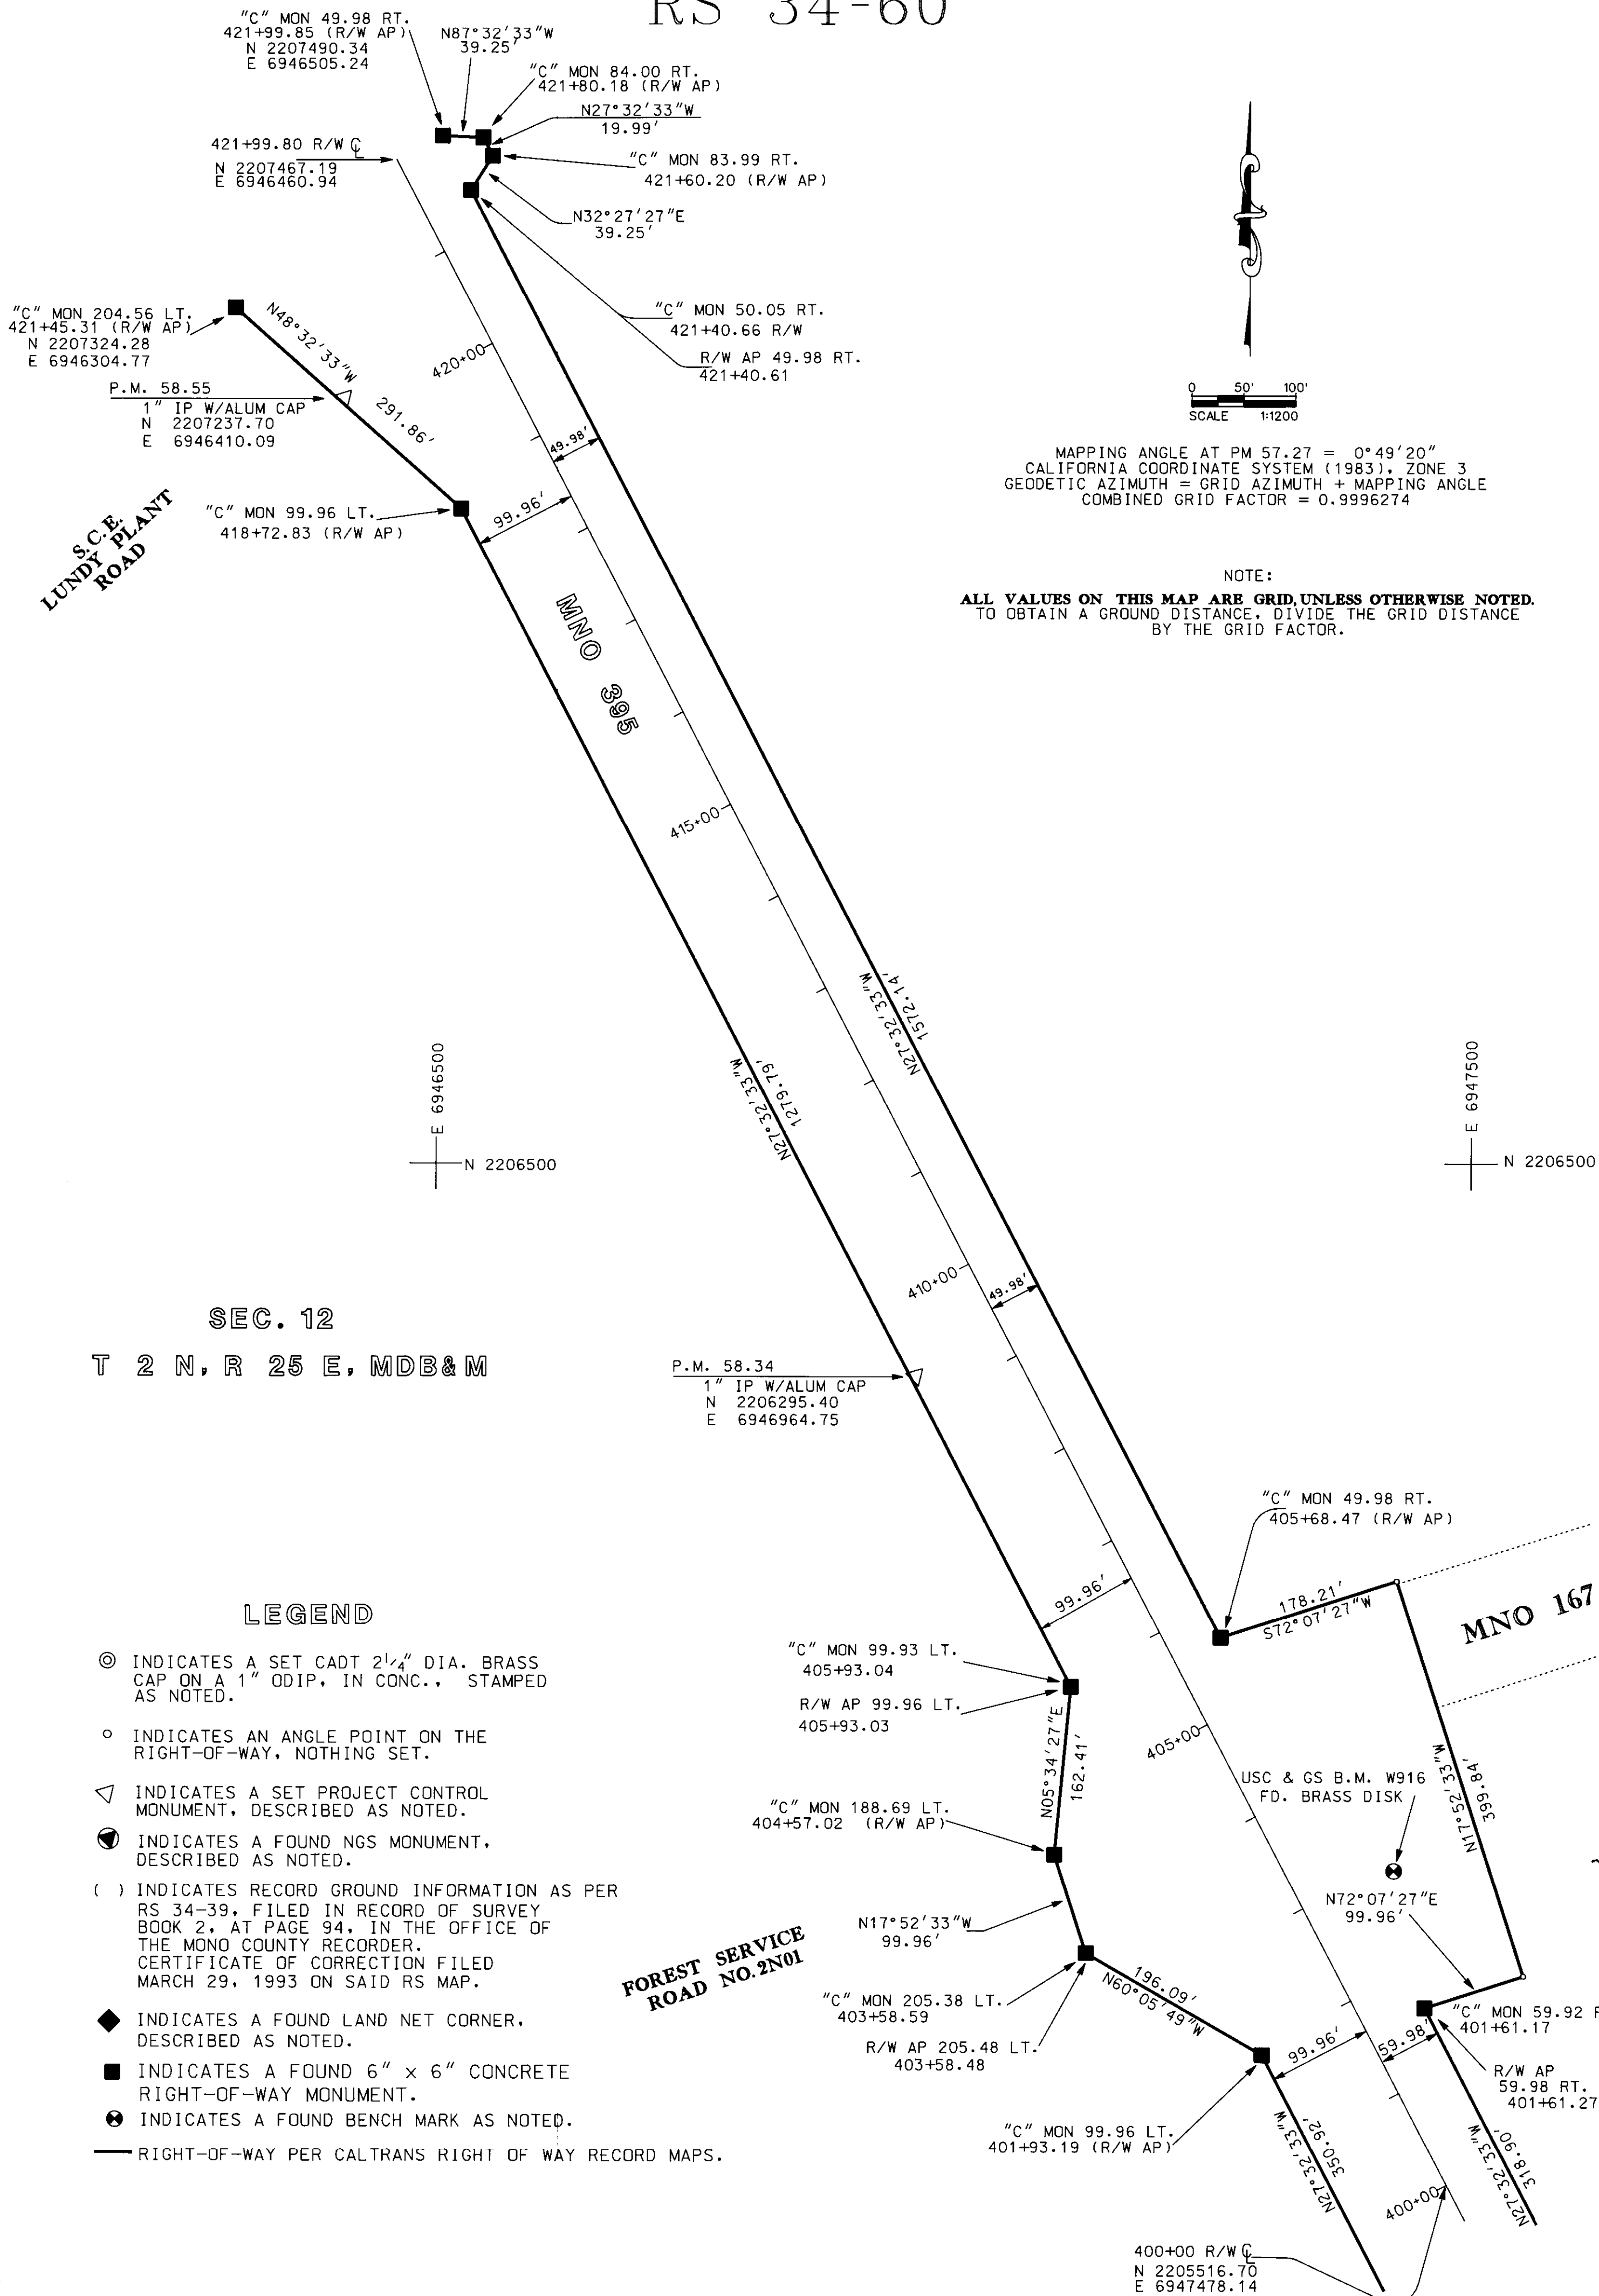 RS 34-60
"C" MON 49.98 RT.
421+99.85 (R/W AP)
N 2207490.34
E 6946505.24
N87°32'33"W
39.25'
"C" MON 84.00 RT.
421+80.18 (R/W AP)
N27°32'33"W
19.99'
421+99.80 R/W ℄
N 2207467.19
E 6946460.94
"C" MON 83.99 RT.
421+60.20 (R/W AP)
N32°27'27"E
39.25'
"C" MON 204.56 LT.
421+45.31 (R/W AP)
N 2207324.28
E 6946304.77
N48°32'33"W
291.86'
"C" MON 50.05 RT.
421+40.66 R/W
R/W AP 49.98 RT.
421+40.61
420+00
P.M. 58.55
1" IP W/ALUM CAP
N 2207237.70
E 6946410.09
49.98'
99.96'
"C" MON 99.96 LT.
418+72.83 (R/W AP)
S.C.E.
LUNDY PLANT
ROAD
0 50' 100'
SCALE 1:1200
MAPPING ANGLE AT PM 57.27 = 0°49'20"
CALIFORNIA COORDINATE SYSTEM (1983), ZONE 3
GEODETIC AZIMUTH = GRID AZIMUTH + MAPPING ANGLE
COMBINED GRID FACTOR = 0.9996274
NOTE:
ALL VALUES ON THIS MAP ARE GRID, UNLESS OTHERWISE NOTED.
TO OBTAIN A GROUND DISTANCE, DIVIDE THE GRID DISTANCE
BY THE GRID FACTOR.
MNO 395
415+00
N27°32'33"W
1572.14'
N27°32'33"W
1279.79'
E 6946500
N 2206500
E 6947500
N 2206500
410+00
49.98'
SEC. 12
T 2 N, R 25 E, MDB&M
P.M. 58.34
1" IP W/ALUM CAP
N 2206295.40
E 6946964.75
"C" MON 49.98 RT.
405+68.47 (R/W AP)
178.21'
S72°07'27"W
MNO 167
99.96'
"C" MON 99.93 LT.
405+93.04
R/W AP 99.96 LT.
405+93.03
N05°34'27"E
162.41'
405+00
N17°52'33"W
399.84'
USC & GS B.M. W916
FD. BRASS DISK
"C" MON 188.69 LT.
404+57.02 (R/W AP)
N72°07'27"E
99.96'
N17°52'33"W
99.96'
FOREST SERVICE
ROAD NO.2N01
196.09'
N60°05'49"W
"C" MON 205.38 LT.
403+58.59
R/W AP 205.48 LT.
403+58.48
99.96'
59.98'
"C" MON 59.92
401+61.17
R/W AP
59.98 RT.
401+61.27
"C" MON 99.96 LT.
401+93.19 (R/W AP)
N27°32'33"W
350.92'
N27°32'33"W
318.90'
400+00
400+00 R/W ℄
N 2205516.70
E 6947478.14
LEGEND
INDICATES A SET CADT 2 1/4" DIA. BRASS
CAP ON A 1" ODIP, IN CONC., STAMPED
AS NOTED.
INDICATES AN ANGLE POINT ON THE
RIGHT-OF-WAY, NOTHING SET.
INDICATES A SET PROJECT CONTROL
MONUMENT, DESCRIBED AS NOTED.
INDICATES A FOUND NGS MONUMENT,
DESCRIBED AS NOTED.
( ) INDICATES RECORD GROUND INFORMATION AS PER
RS 34-39, FILED IN RECORD OF SURVEY
BOOK 2, AT PAGE 94, IN THE OFFICE OF
THE MONO COUNTY RECORDER.
CERTIFICATE OF CORRECTION FILED
MARCH 29, 1993 ON SAID RS MAP.
INDICATES A FOUND LAND NET CORNER,
DESCRIBED AS NOTED.
INDICATES A FOUND 6" x 6" CONCRETE
RIGHT-OF-WAY MONUMENT.
INDICATES A FOUND BENCH MARK AS NOTED.
RIGHT-OF-WAY PER CALTRANS RIGHT OF WAY RECORD MAPS.